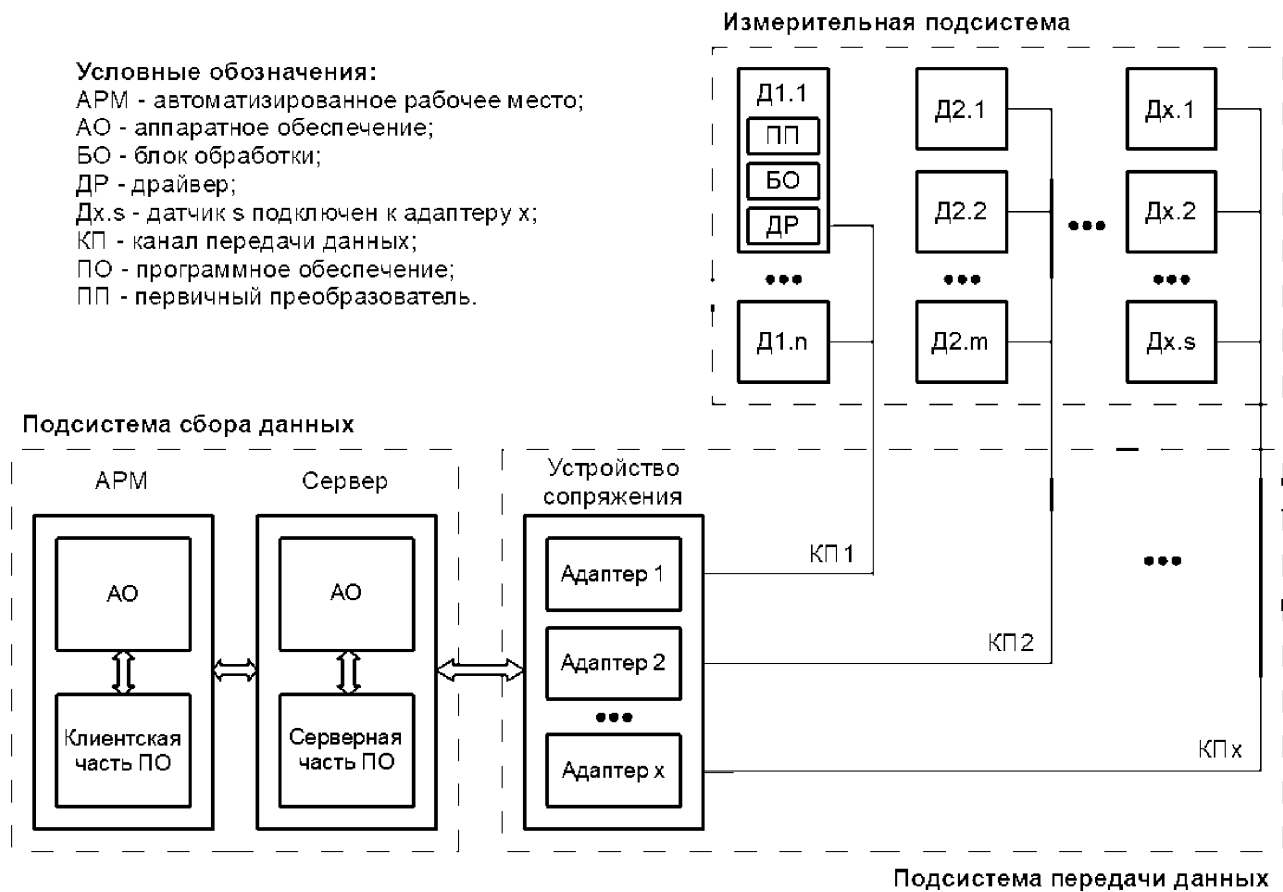 Измерительная подсистема
Условные обозначения:
АРМ - автоматизированное рабочее место;
АО - аппаратное обеспечение;
БО - блок обработки;
ДР - драйвер;
Дх.s - датчик s подключен к адаптеру х;
КП - канал передачи данных;
ПО - программное обеспечение;
ПП - первичный преобразователь.
Д1.1
ПП
БО
ДР
Д1.n
Д2.1
Д2.2
Д2.m
Дх.1
Дх.2
Дх.s
Подсистема сбора данных
АРМ
АО
Клиентская
часть ПО
Сервер
АО
Серверная
часть ПО
Устройство
сопряжения
Адаптер 1
Адаптер 2
Адаптер х
КП1
КП2
КПх
Подсистема передачи данных